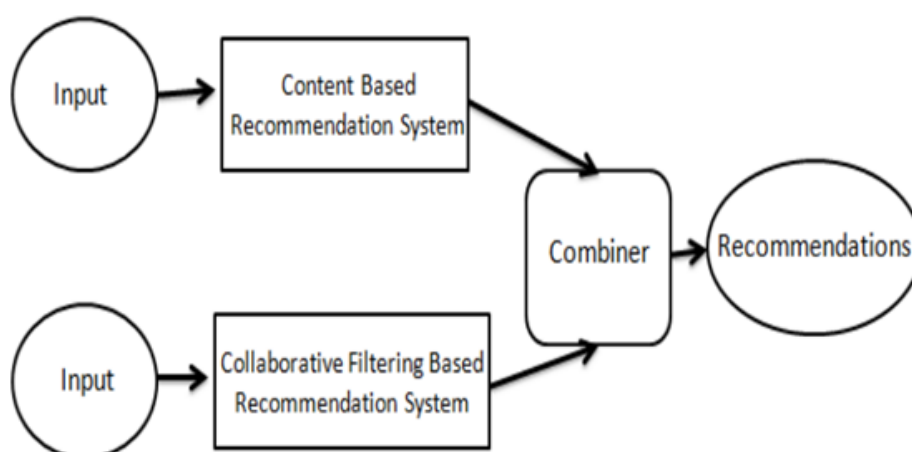 Input
Content Based
Recommendation System
Combiner
Recommendations
Input
Collaborative Filtering Based
Recommendation System